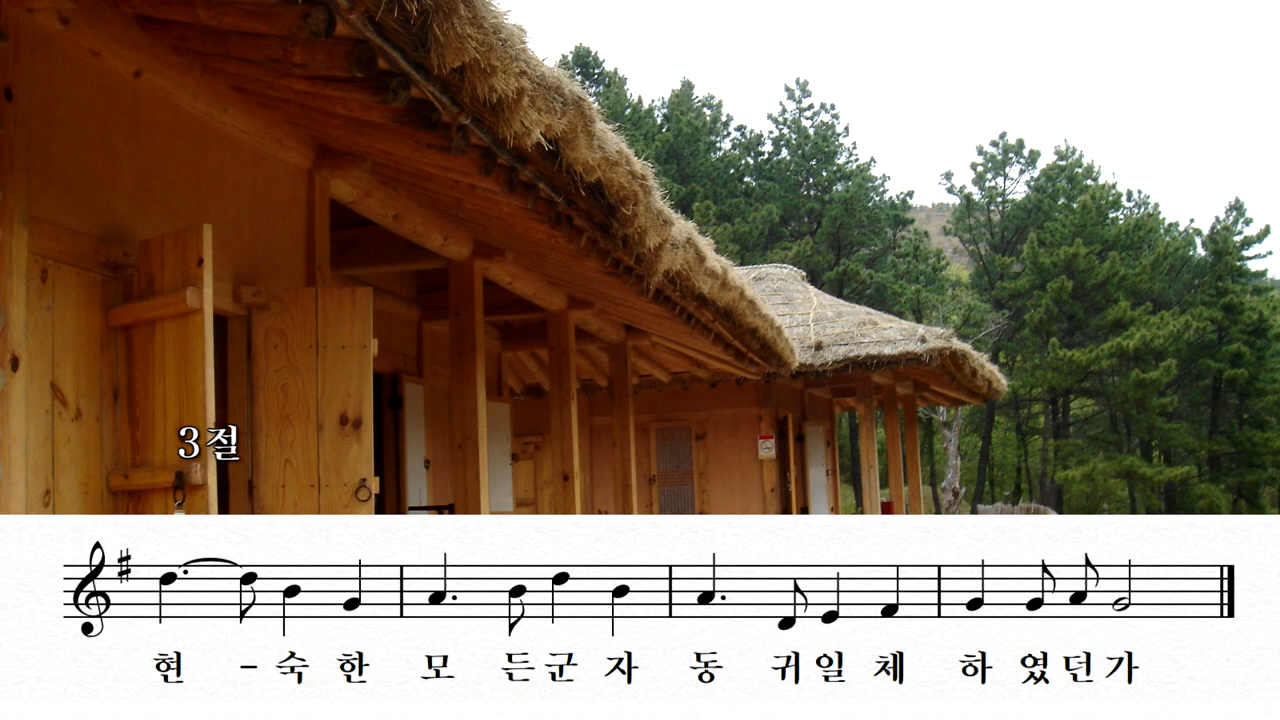 3절
현 - 숙 한 모 든 군 자 동 귀 일 체 하 였 던 가